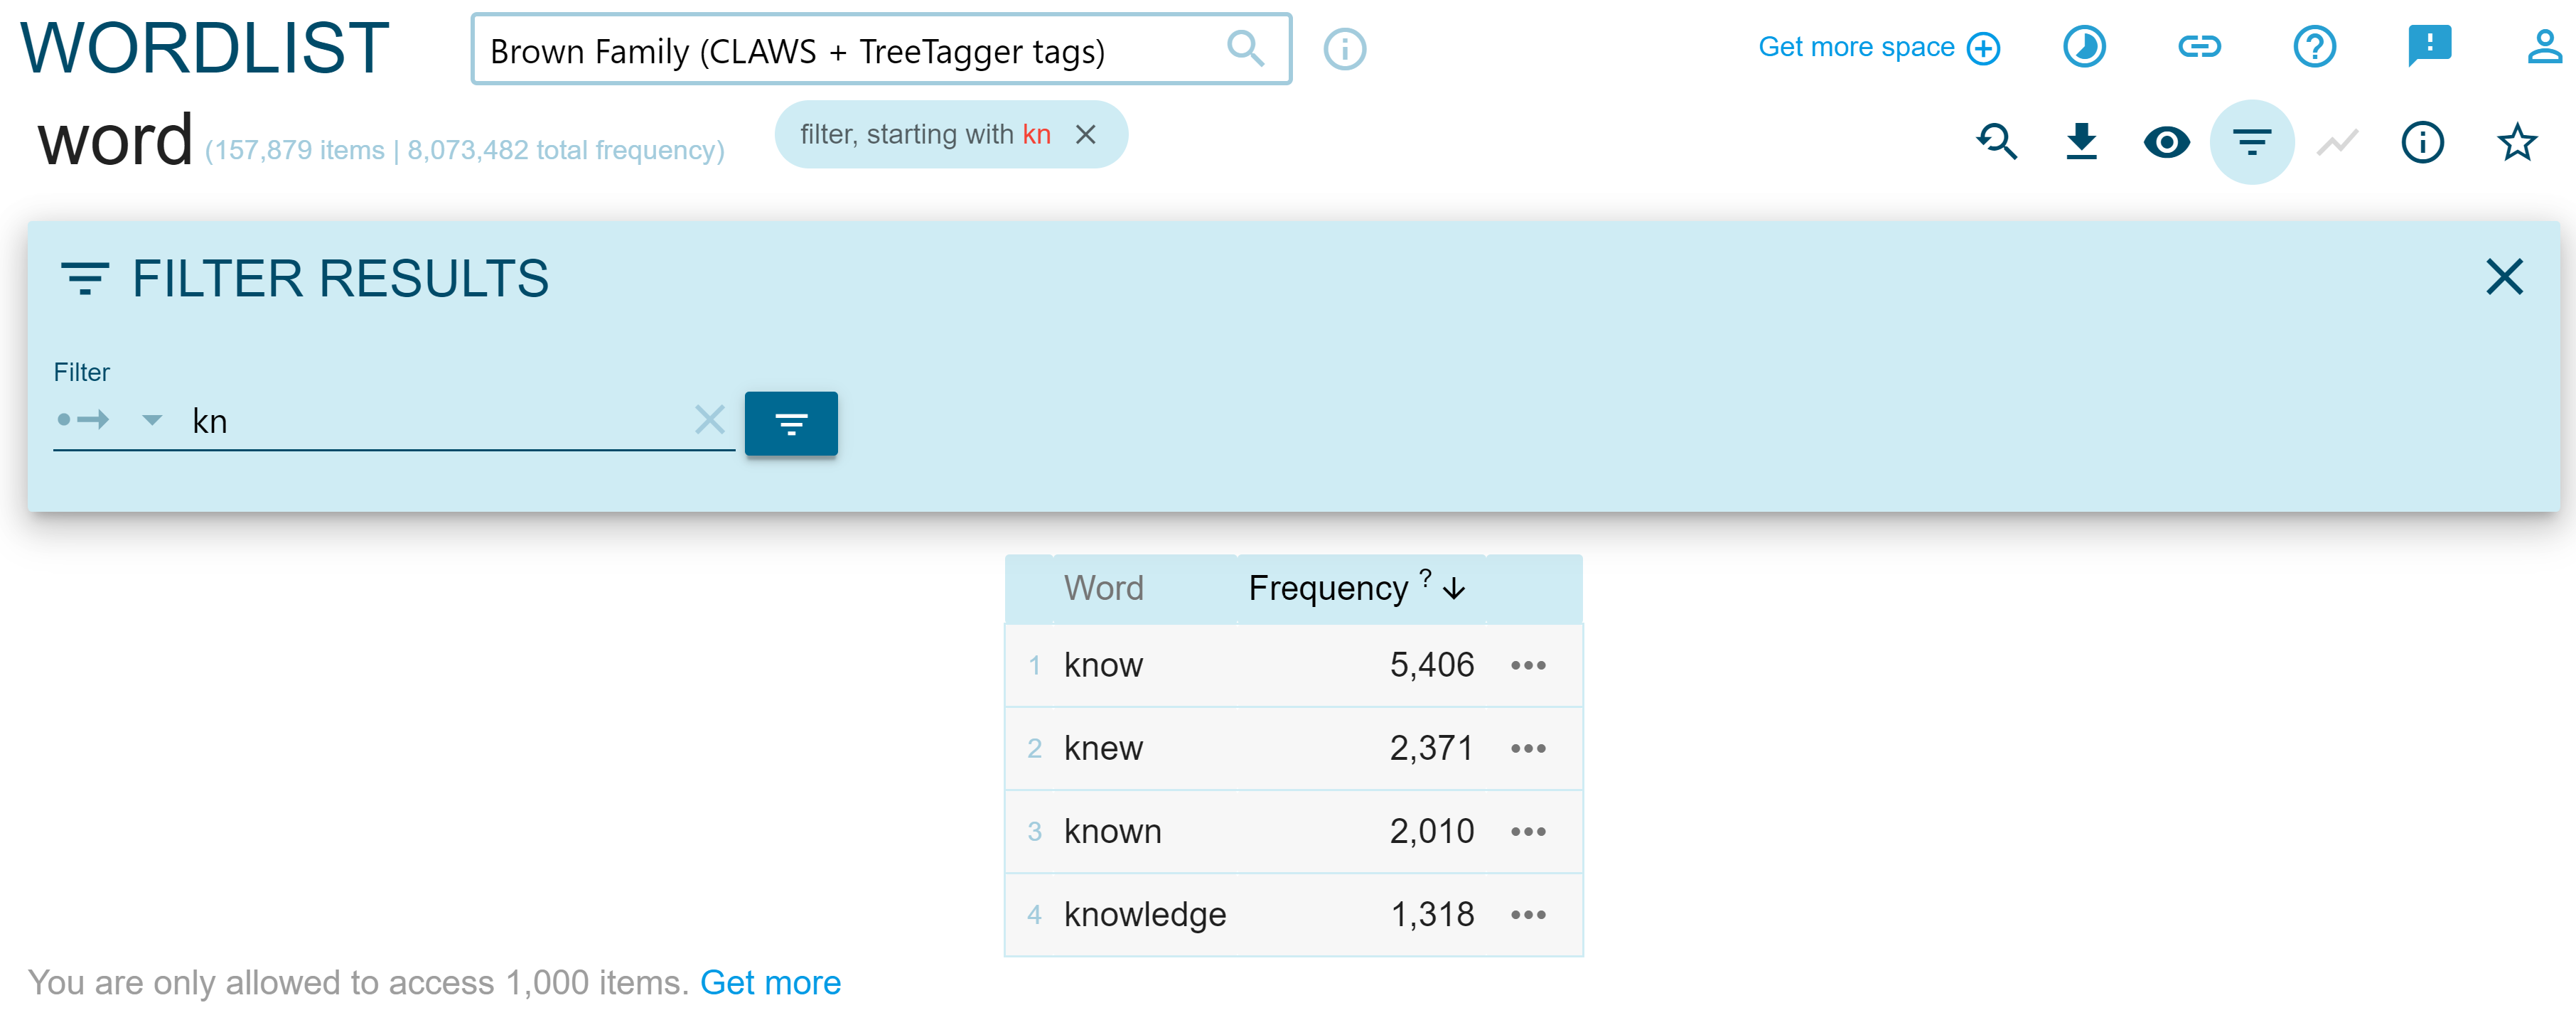 WORDLIST
Brown Family (CLAWS + TreeTagger tags)
Get more space
word (157,879 items | 8,073,482 total frequency)
filter, starting with kn
FILTER RESULTS
Filter
kn
Word Frequency ?
1 know 5,406
2 knew 2,371
3 known 2,010
4 knowledge 1,318
You are only allowed to access 1,000 items. Get more